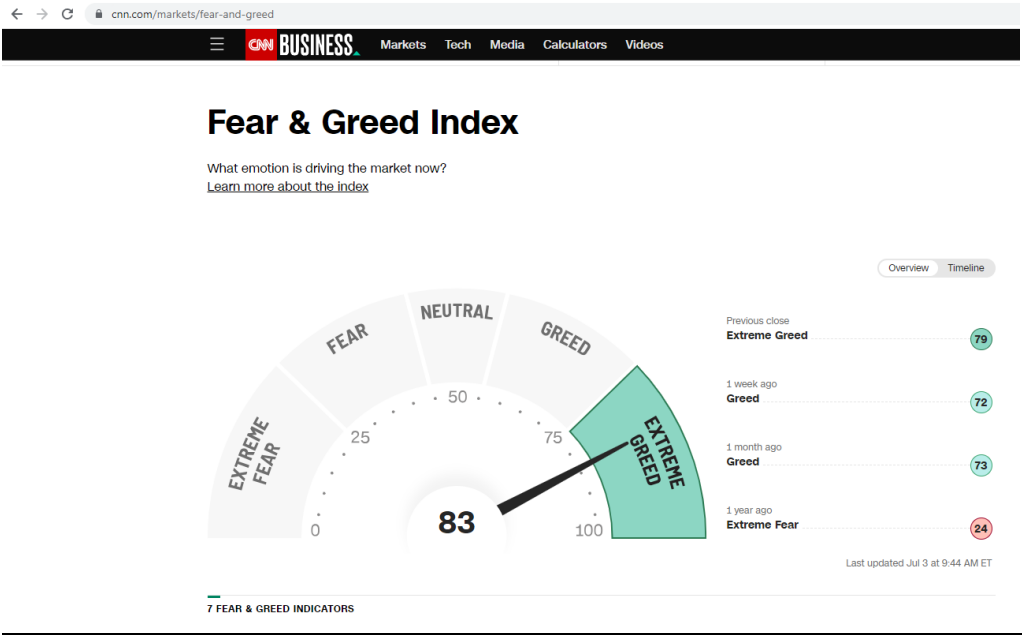 cnn.com/markets/fear-and-greed
CNN BUSINESS Markets Tech Media Calculators Videos
Fear & Greed Index
What emotion is driving the market now?
Learn more about the index
Overview Timeline
EXTREME
FEAR
FEAR
NEUTRAL
GREED
EXTREME
GREED
0
25
50
75
100
83
Previous close
Extreme Greed 79
1 week ago
Greed 72
1 month ago
Greed 73
1 year ago
Extreme Fear 24
Last updated Jul 3 at 9:44 AM ET
7 FEAR & GREED INDICATORS